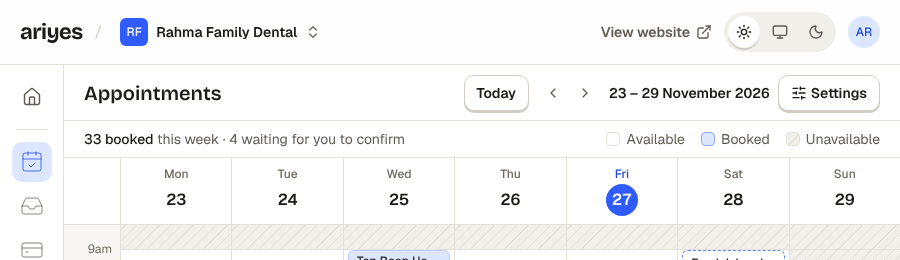 ariyes / RF Rahma Family Dental View website AR
Appointments Today 23 – 29 November 2026 Settings
33 booked this week · 4 waiting for you to confirm Available Booked Unavailable
Mon Tue Wed Thu Fri Sat Sun
23 24 25 26 27 28 29
9am